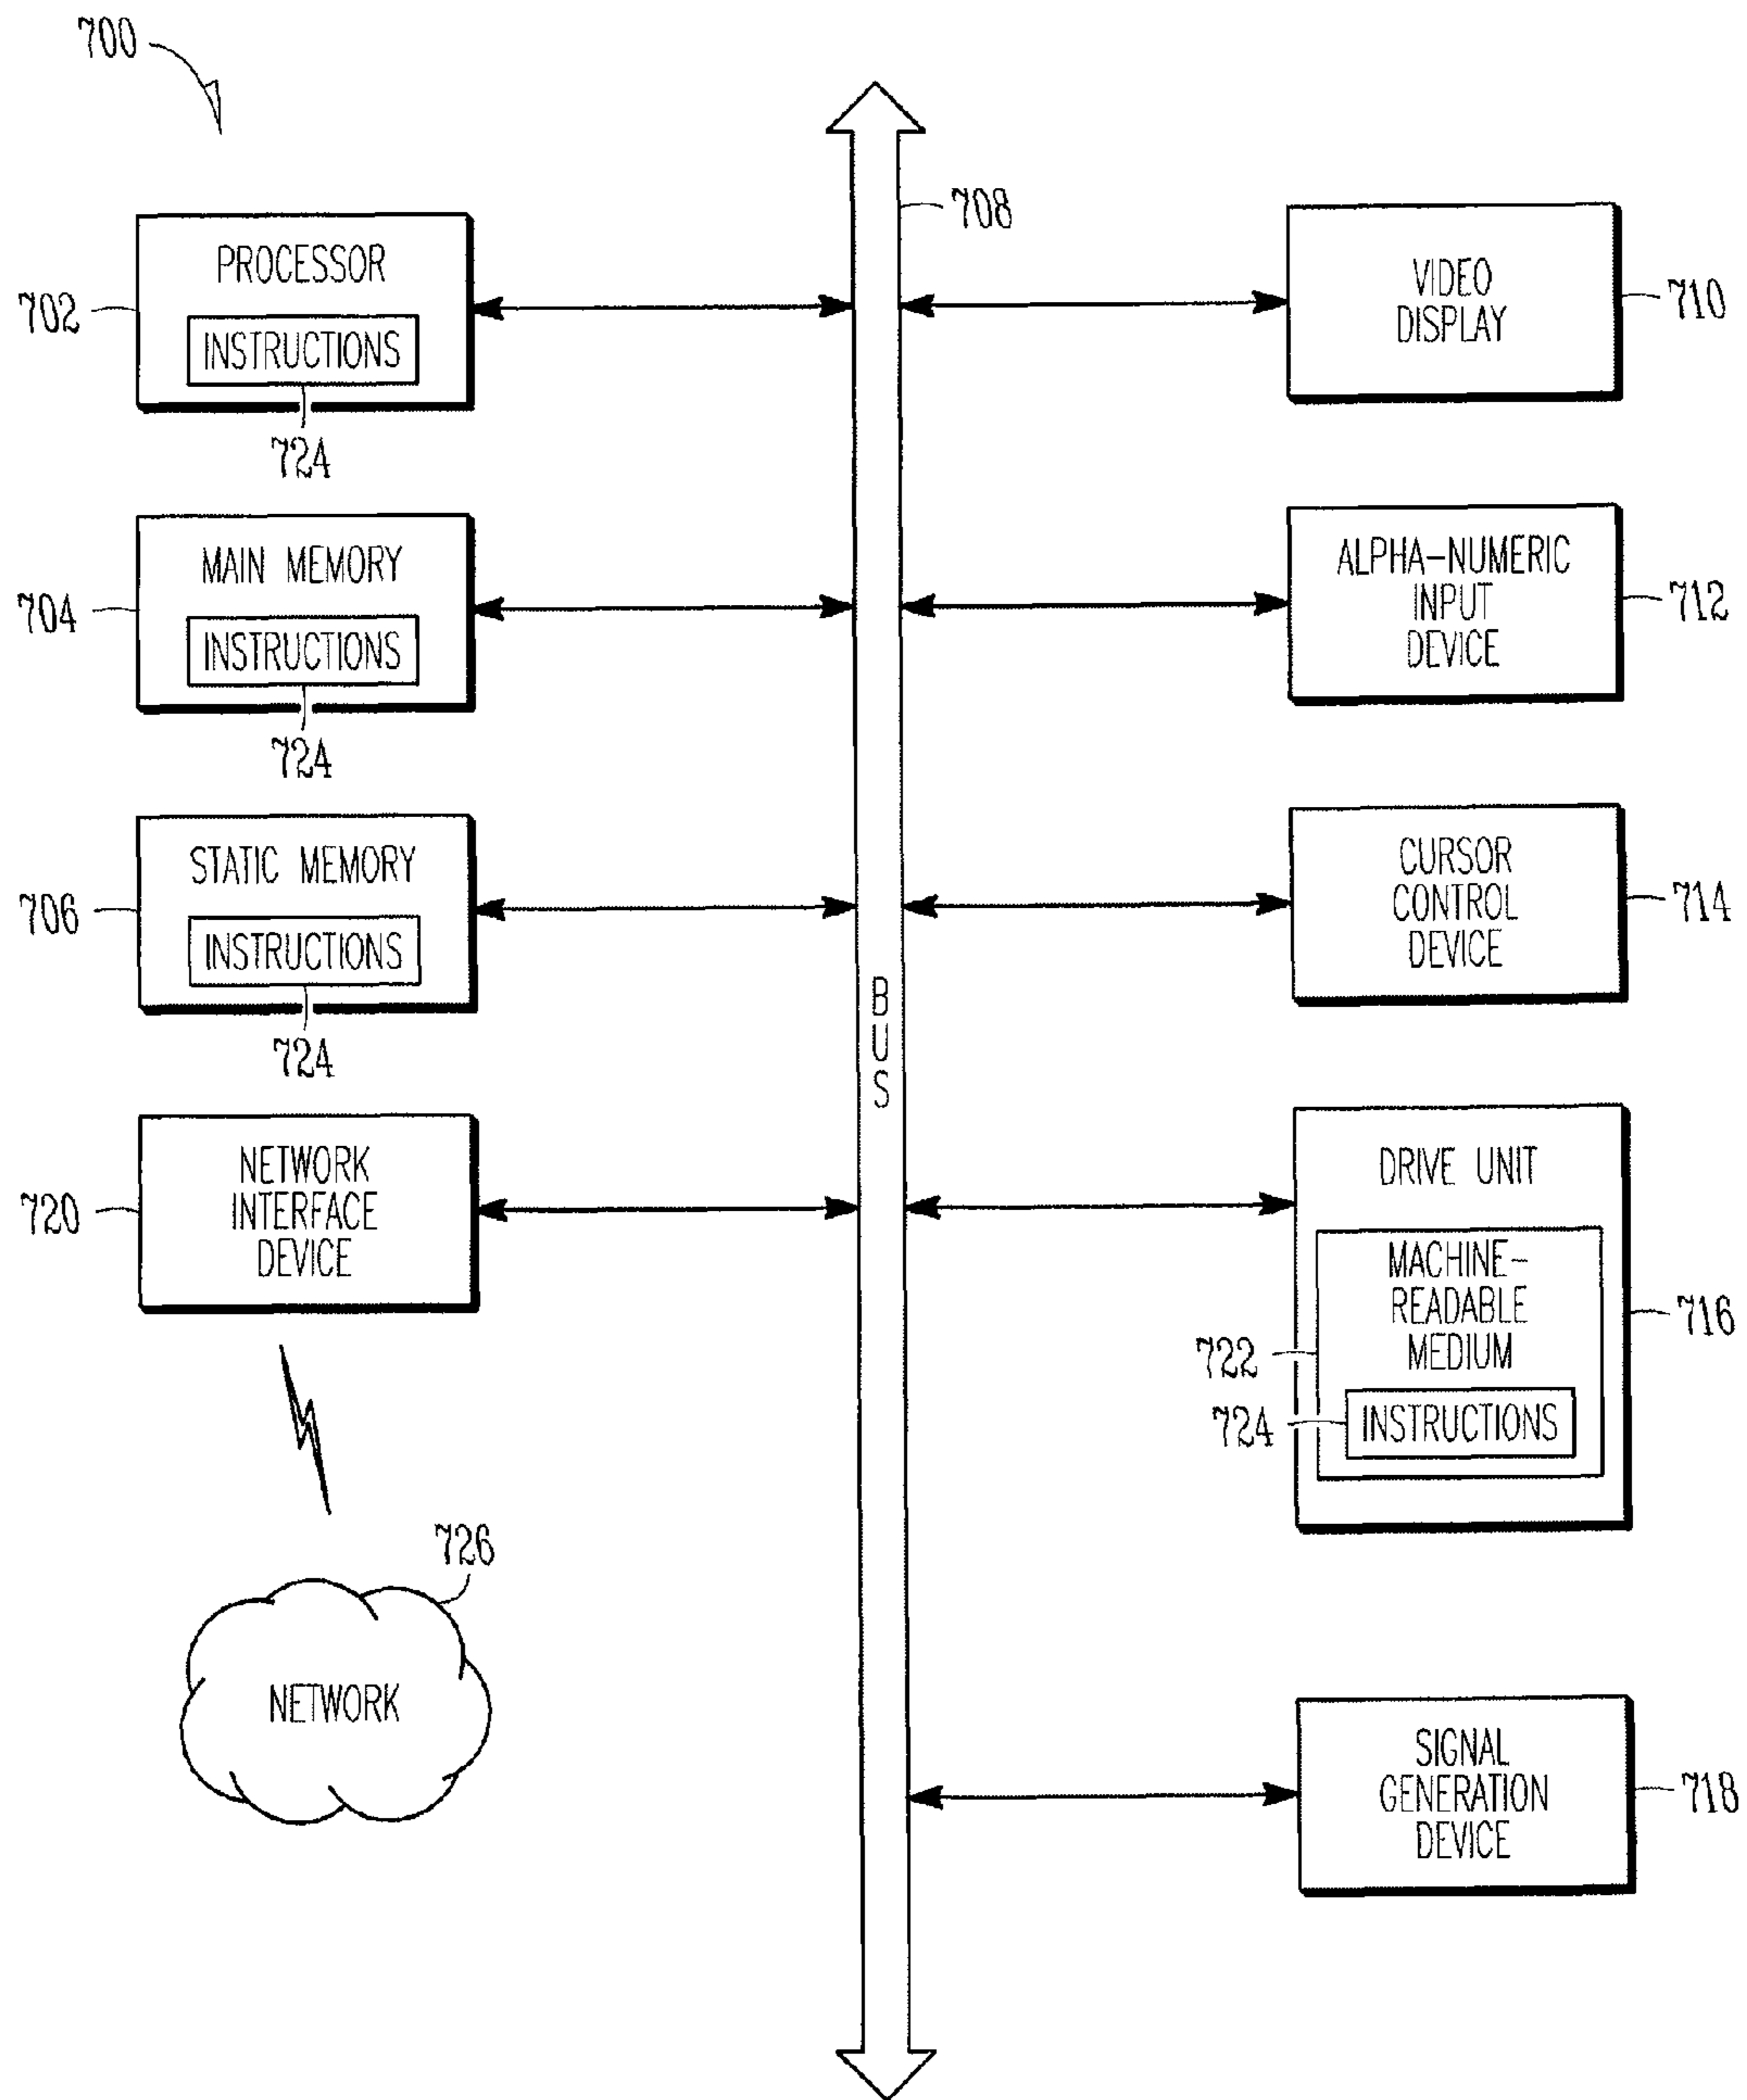 700
708
PROCESSOR
702
INSTRUCTIONS
724
VIDEO
DISPLAY
710
MAIN MEMORY
704
INSTRUCTIONS
724
ALPHA-NUMERIC
INPUT
DEVICE
712
STATIC MEMORY
706
INSTRUCTIONS
724
CURSOR
CONTROL
DEVICE
714
BUS
NETWORK
INTERFACE
DEVICE
720
DRIVE UNIT
MACHINE-
READABLE
MEDIUM
716
722
724
INSTRUCTIONS
726
NETWORK
SIGNAL
GENERATION
DEVICE
718